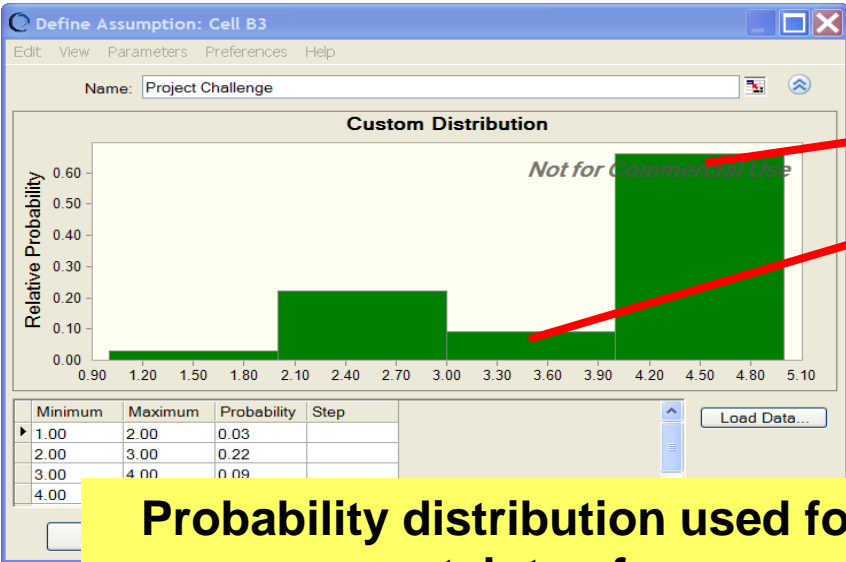 Define Assumption: Cell B3
Edit View Parameters Preferences Help
Name: Project Challenge
Custom Distribution
Not for Commercial Use
Relative Probability
0.60
0.50
0.40
0.30
0.20
0.10
0.00
0.90 1.20 1.50 1.80 2.10 2.40 2.70 3.00 3.30 3.60 3.90 4.20 4.50 4.80 5.10
Minimum Maximum Probability Step
1.00 2.00 0.03
2.00 3.00 0.22
3.00 4.00 0.09
4.00
Load Data...
Probability distribution used fo